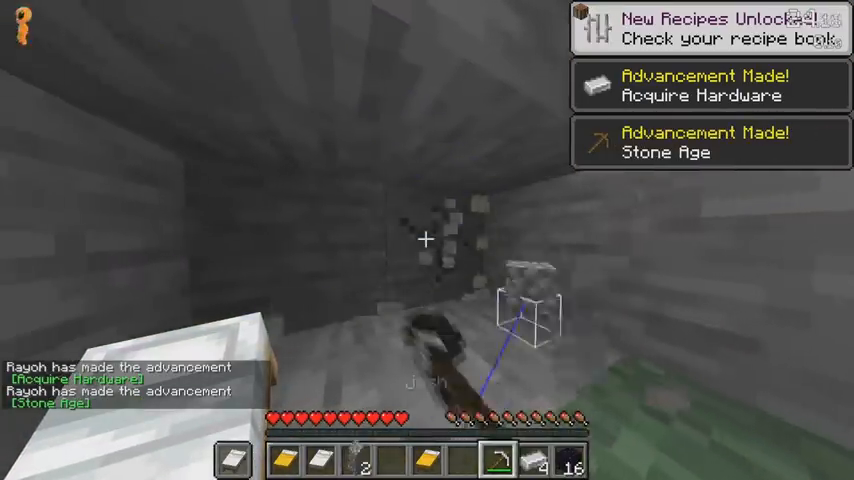 New Recipes Unlocked!
Check your recipe book
Advancement Made!
Acquire Hardware
Advancement Made!
Stone Age
Rayoh has made the advancement
[Acquire Hardware]
Rayoh has made the advancement
[Stone Age]
2
4
16